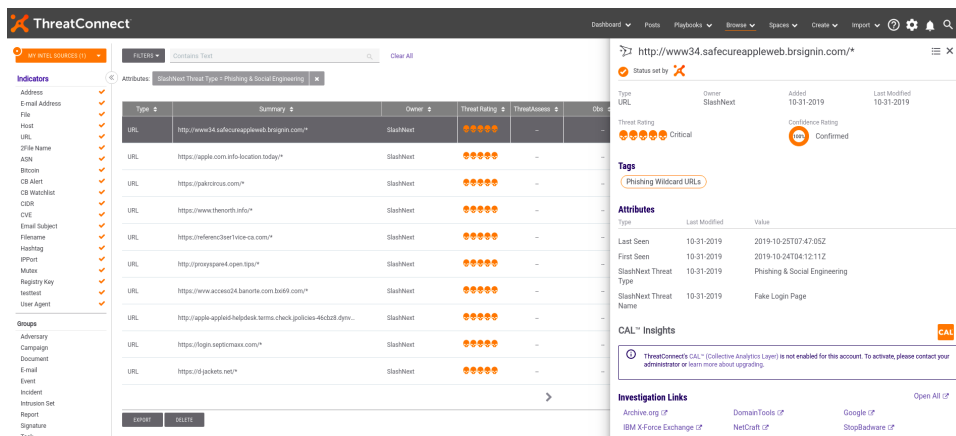 ThreatConnect
Dashboard Posts Playbooks Browse Spaces Create Import
MY INTEL SOURCES (1)
Indicators
Address
E-mail Address
File
Host
URL
2File Name
ASN
Bitcoin
CB Alert
CB Watchlist
CIDR
CVE
Email Subject
Filename
Hashtag
IPPort
Mutex
Registry Key
testtest
User Agent
Groups
Adversary
Campaign
Document
E-mail
Event
Incident
Intrusion Set
Report
Signature
FILTERS Contains Text Clear All
Attributes: SlashNext Threat Type = Phishing & Social Engineering x
Type Summary Owner Threat Rating ThreatAssess Obs
URL http://www34.safecureappleweb.brsignin.com/* SlashNext -- --
URL https://apple.com.info-location.today/* SlashNext -- --
URL https://pakrcircus.com/* SlashNext -- --
URL https://www.thenorth.info/* SlashNext -- --
URL https://referenc3ser1vice-ca.com/* SlashNext -- --
URL http://proxyspare4.open.tips/* SlashNext -- --
URL https://wvw.acceso24.banorte.com.bxi69.com/* SlashNext -- --
URL http://apple-appleid-helpdesk.terms.check.jpolicies-46cbz8.dynv... SlashNext -- --
URL https://login.septicmaxx.com/* SlashNext -- --
URL https://d-jackets.net/* SlashNext -- --
EXPORT DELETE
http://www34.safecureappleweb.brsignin.com/*
Status set by
Type Owner Added Last Modified
URL SlashNext 10-31-2019 10-31-2019
Threat Rating Confidence Rating
Critical 100% Confirmed
Tags
Phishing Wildcard URLs
Attributes
Type Last Modified Value
Last Seen 10-31-2019 2019-10-25T07:47:05Z
First Seen 10-31-2019 2019-10-24T04:12:11Z
SlashNext Threat Type 10-31-2019 Phishing & Social Engineering
SlashNext Threat Name 10-31-2019 Fake Login Page
CAL™ Insights CAL
ThreatConnect's CAL™ (Collective Analytics Layer) is not enabled for this account. To activate, please contact your
administrator or learn more about upgrading.
Investigation Links Open All
Archive.org DomainTools Google
IBM X-Force Exchange NetCraft StopBadware